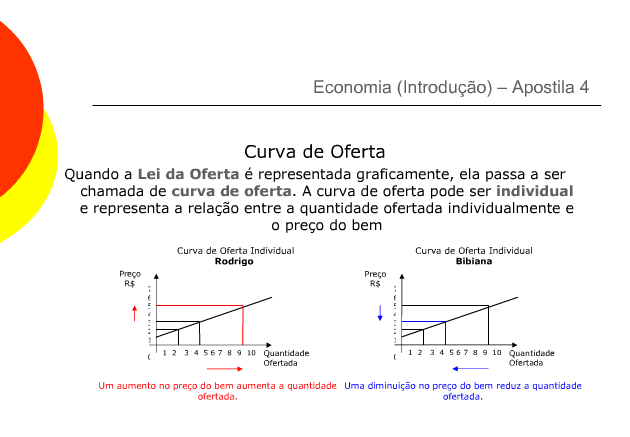 Economia (Introdução) – Apostila 4
Curva de Oferta
Quando a Lei da Oferta é representada graficamente, ela passa a ser
chamada de curva de oferta. A curva de oferta pode ser individual
e representa a relação entre a quantidade ofertada individualmente e
o preço do bem
Curva de Oferta Individual
Rodrigo
Preço
R$
1 2 3 4 5 6 7 8 9 10
Quantidade
Ofertada
0
Um aumento no preço do bem aumenta a quantidade
ofertada.
Curva de Oferta Individual
Bibiana
Preço
R$
1 2 3 4 5 6 7 8 9 10
Quantidade
Ofertada
0
Uma diminuição no preço do bem reduz a quantidade
ofertada.